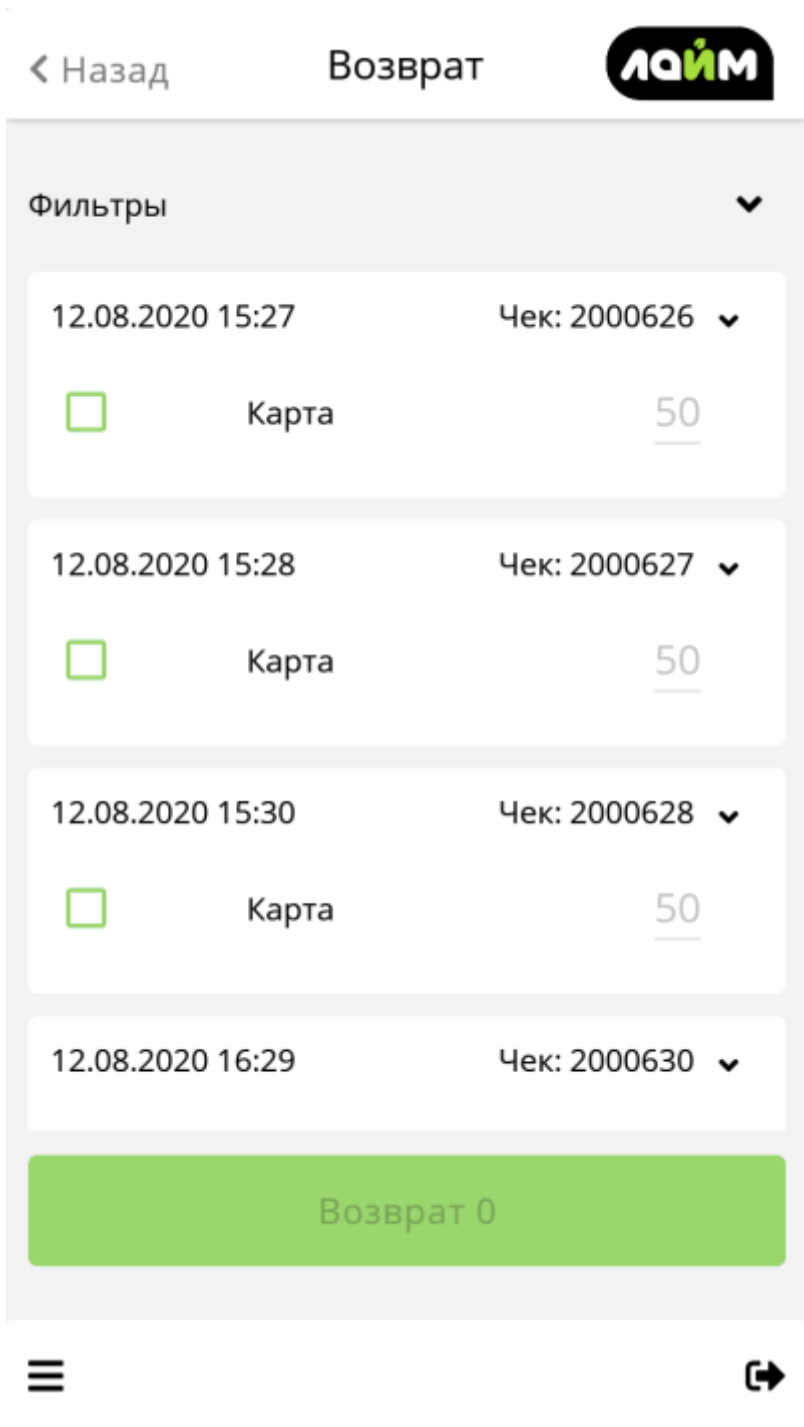 Назад Возврат лайм
Фильтры
12.08.2020 15:27 Чек: 2000626
Карта 50
12.08.2020 15:28 Чек: 2000627
Карта 50
12.08.2020 15:30 Чек: 2000628
Карта 50
12.08.2020 16:29 Чек: 2000630
Возврат 0